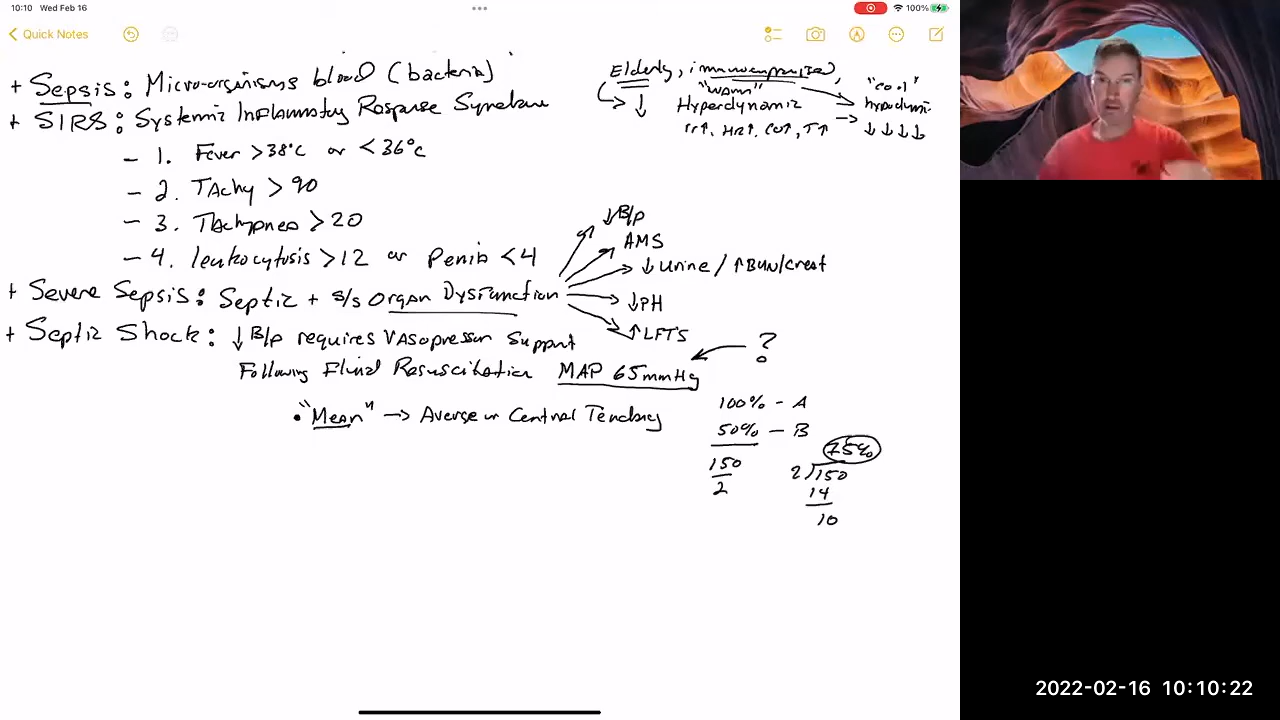 10:10 Wed Feb 16
100%
Quick Notes
+ Sepsis: Micro-organisms blood (bacteria)
+ SIRS: Systemic Inflammatory Response Syndrome
Elderly, immunocompromised,
↓
"warm"
Hyperdynamic
HR↑, CO↑, T↑
"cool"
↓ ↓ ↓ ↓
- 1. Fever >38°C or <36°C
- 2. TAchy >90
- 3. TAchypnea >20
- 4. leukocytosis >12 or penia <4
↓ B/p
AMS
↓ Urine / ↑ BUN/creat
↓ PH
↑ LFTS
+ Severe Sepsis: Septic + s/s Organ Dysfunction
+ Septic Shock: ↓ B/p requires VAsopressor Support
Following Fluid Resuscitation MAP 65mmHg
?
• "Mean" → Average or Central Tendency
100% - A
50% - B
150
2
75%
2)150
14
10
2022-02-16 10:10:22